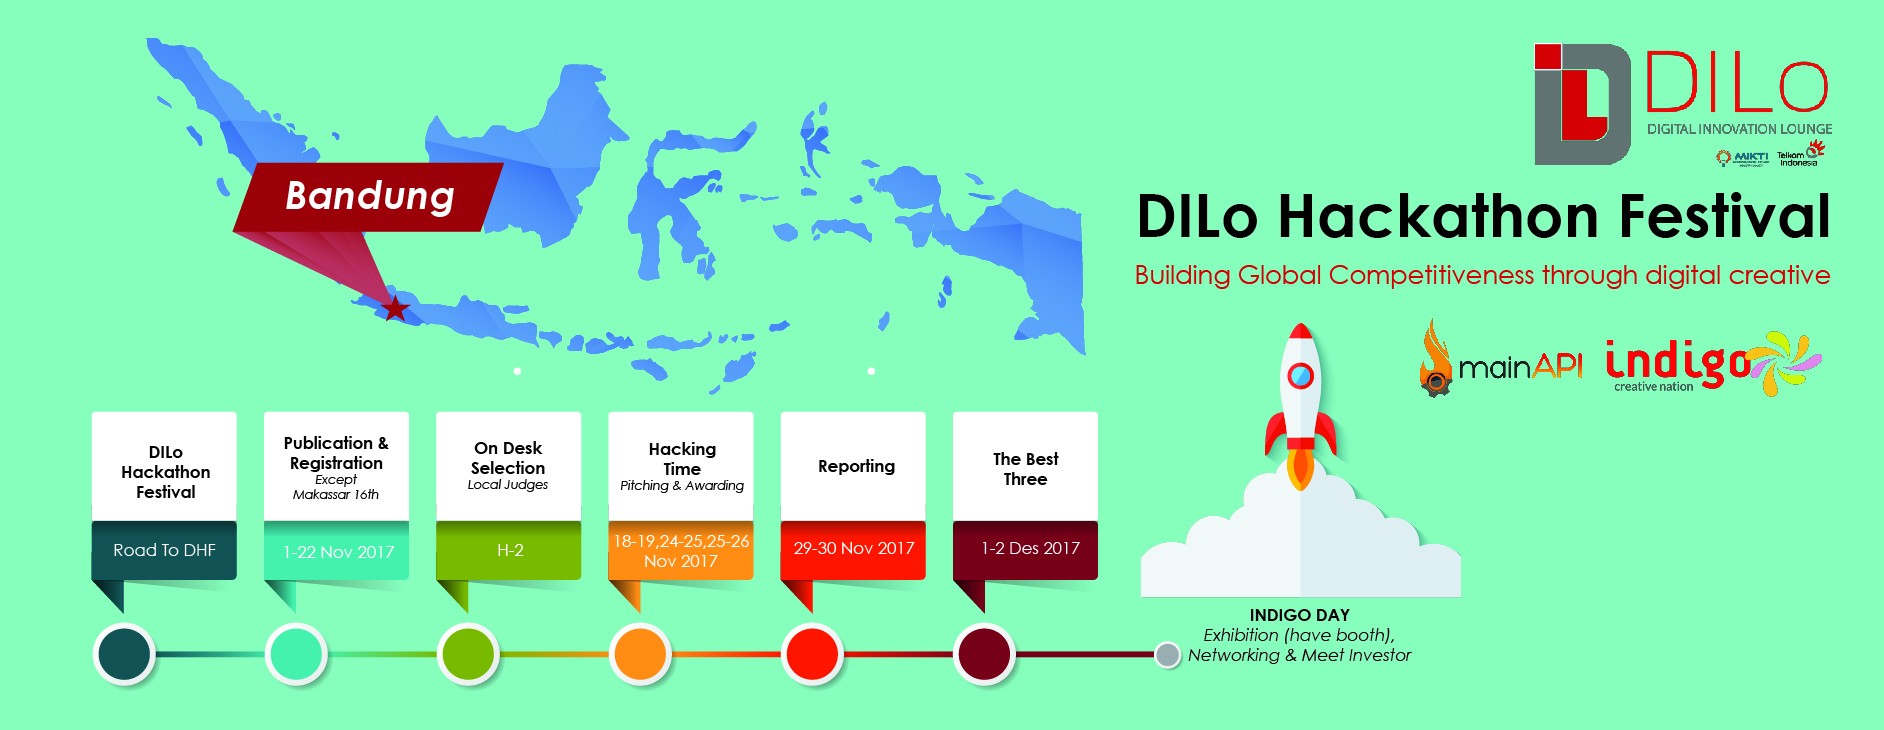 Bandung
DILo
DIGITAL INNOVATION LOUNGE
MIKTI
Telkom
Indonesia
DILo Hackathon Festival
Building Global Competitiveness through digital creative
mainAPI
indigo
creative nation
DILo
Hackathon
Festival
Road To DHF
Publication &
Registration
Except
Makassar 16th
1-22 Nov 2017
On Desk
Selection
Local Judges
H-2
Hacking
Time
Pitching & Awarding
18-19,24-25,25-26
Nov 2017
Reporting
29-30 Nov 2017
The Best
Three
1-2 Des 2017
INDIGO DAY
Exhibition (have booth),
Networking & Meet Investor